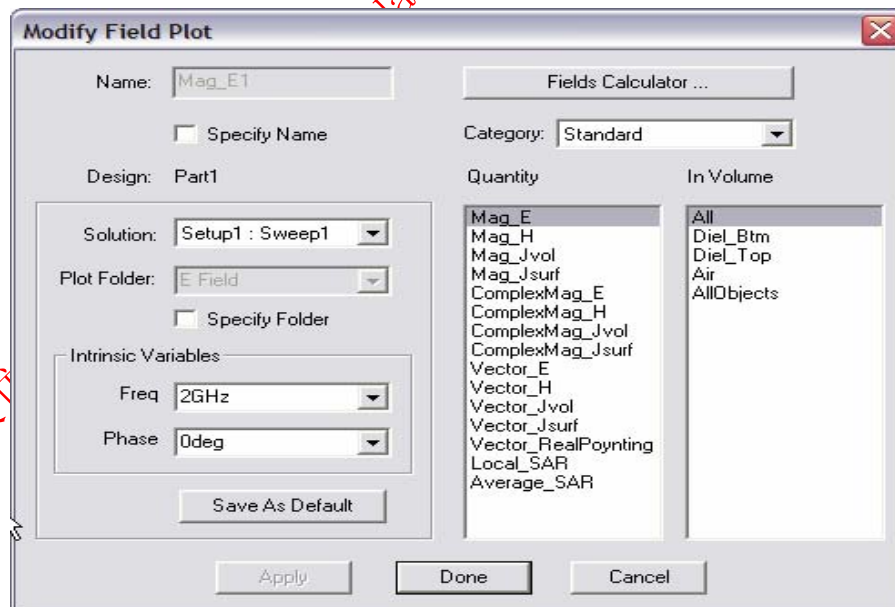 Modify Field Plot
Name: Mag_E1
Specify Name
Design: Part1
Solution: Setup1 : Sweep1
Plot Folder: E Field
Specify Folder
Intrinsic Variables
Freq 2GHz
Phase 0deg
Save As Default
Fields Calculator ...
Category: Standard
Quantity
Mag_E
Mag_H
Mag_Jvol
Mag_Jsurf
ComplexMag_E
ComplexMag_H
ComplexMag_Jvol
ComplexMag_Jsurf
Vector_E
Vector_H
Vector_Jvol
Vector_Jsurf
Vector_RealPoynting
Local_SAR
Average_SAR
In Volume
All
Diel_Btm
Diel_Top
Air
AllObjects
Apply
Done
Cancel